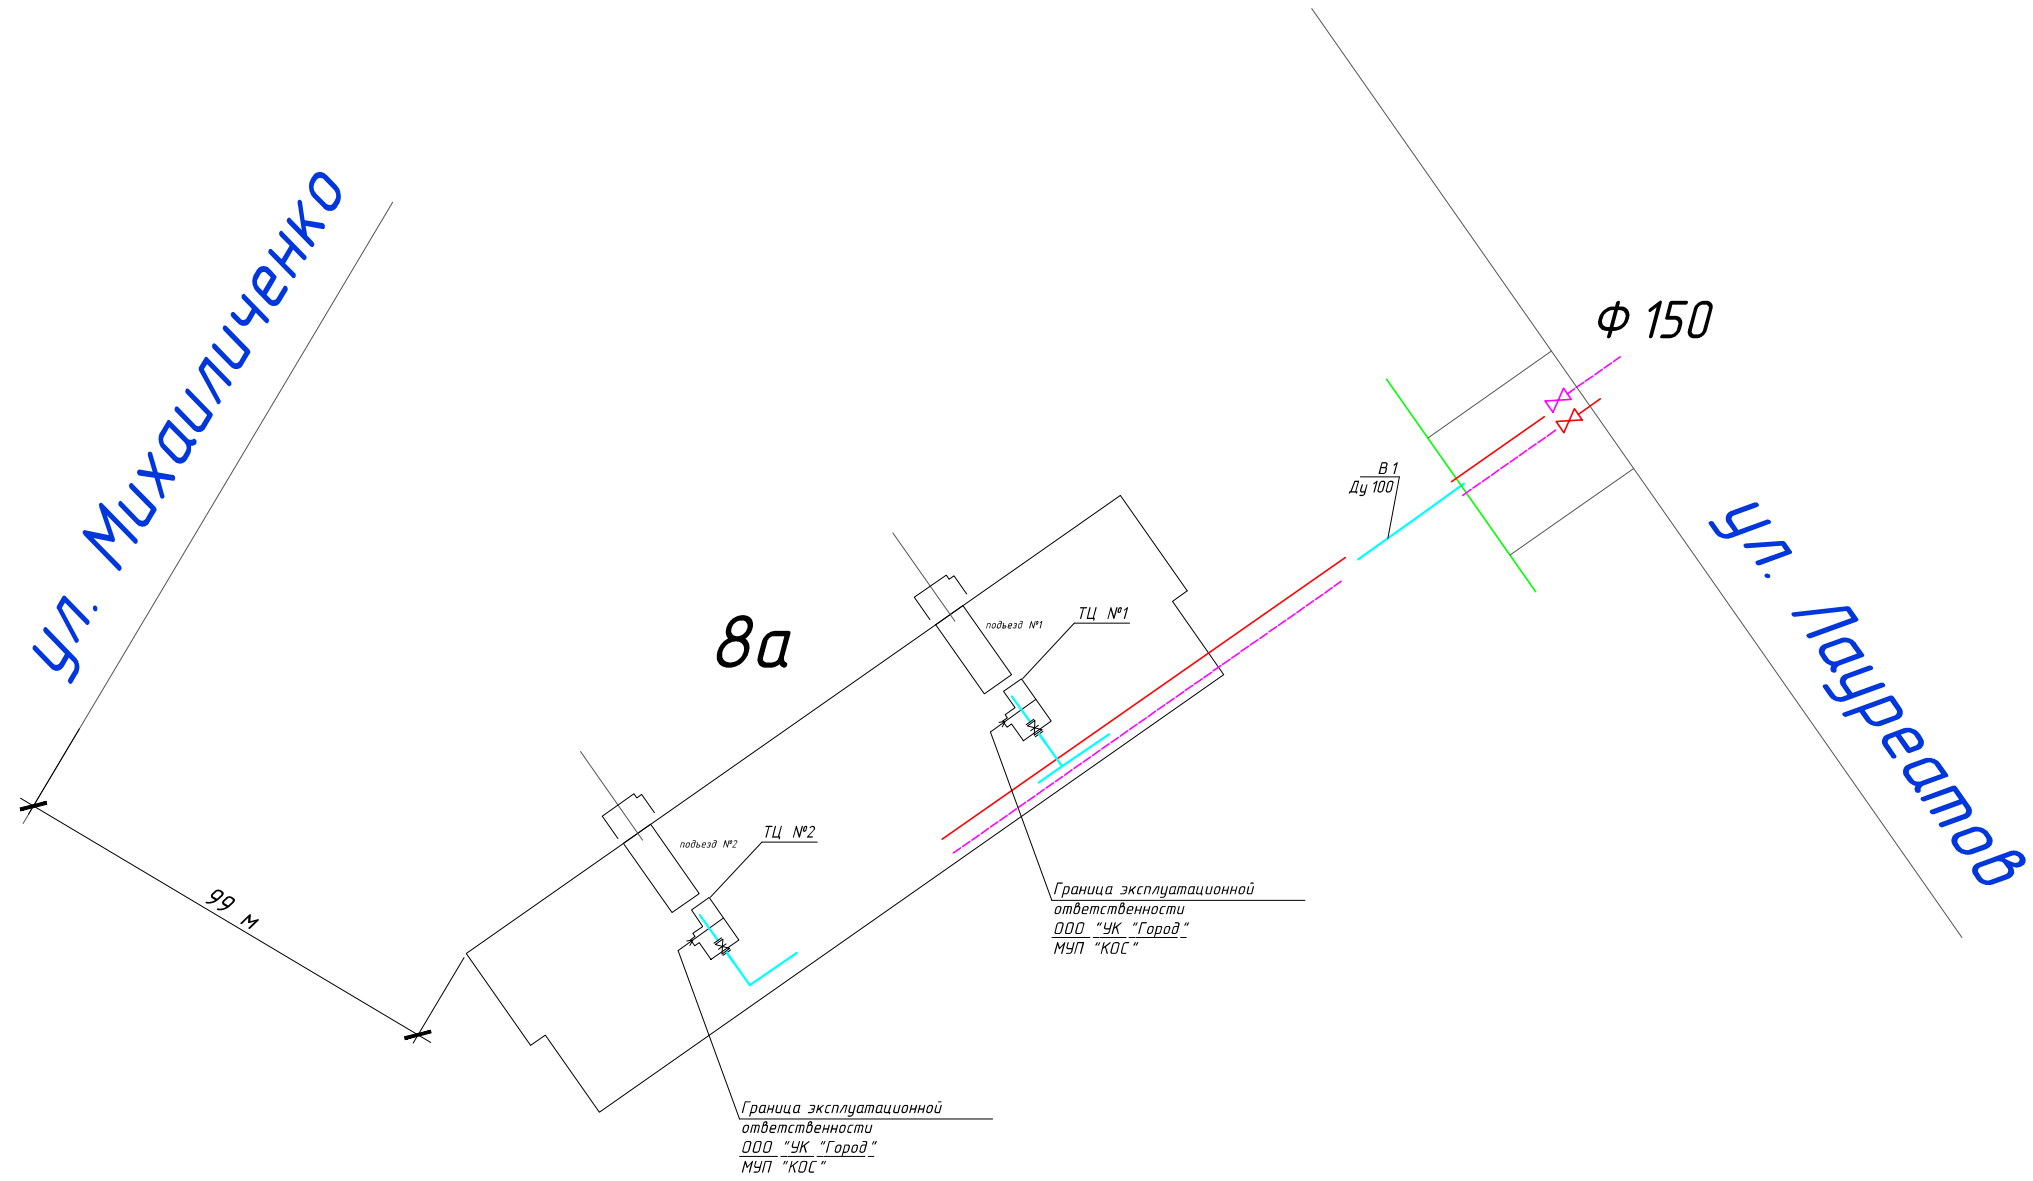 ул. Михайличенко
Ф 150
В 1
Ду 100
ул. Лауреатов
8а
подъезд №1
ТЦ №1
подъезд №2
ТЦ №2
99 м
Граница эксплуатационной
ответственности
ООО "УК "Город"
МУП "КОС"
Граница эксплуатационной
ответственности
ООО "УК "Город"
МУП "КОС"